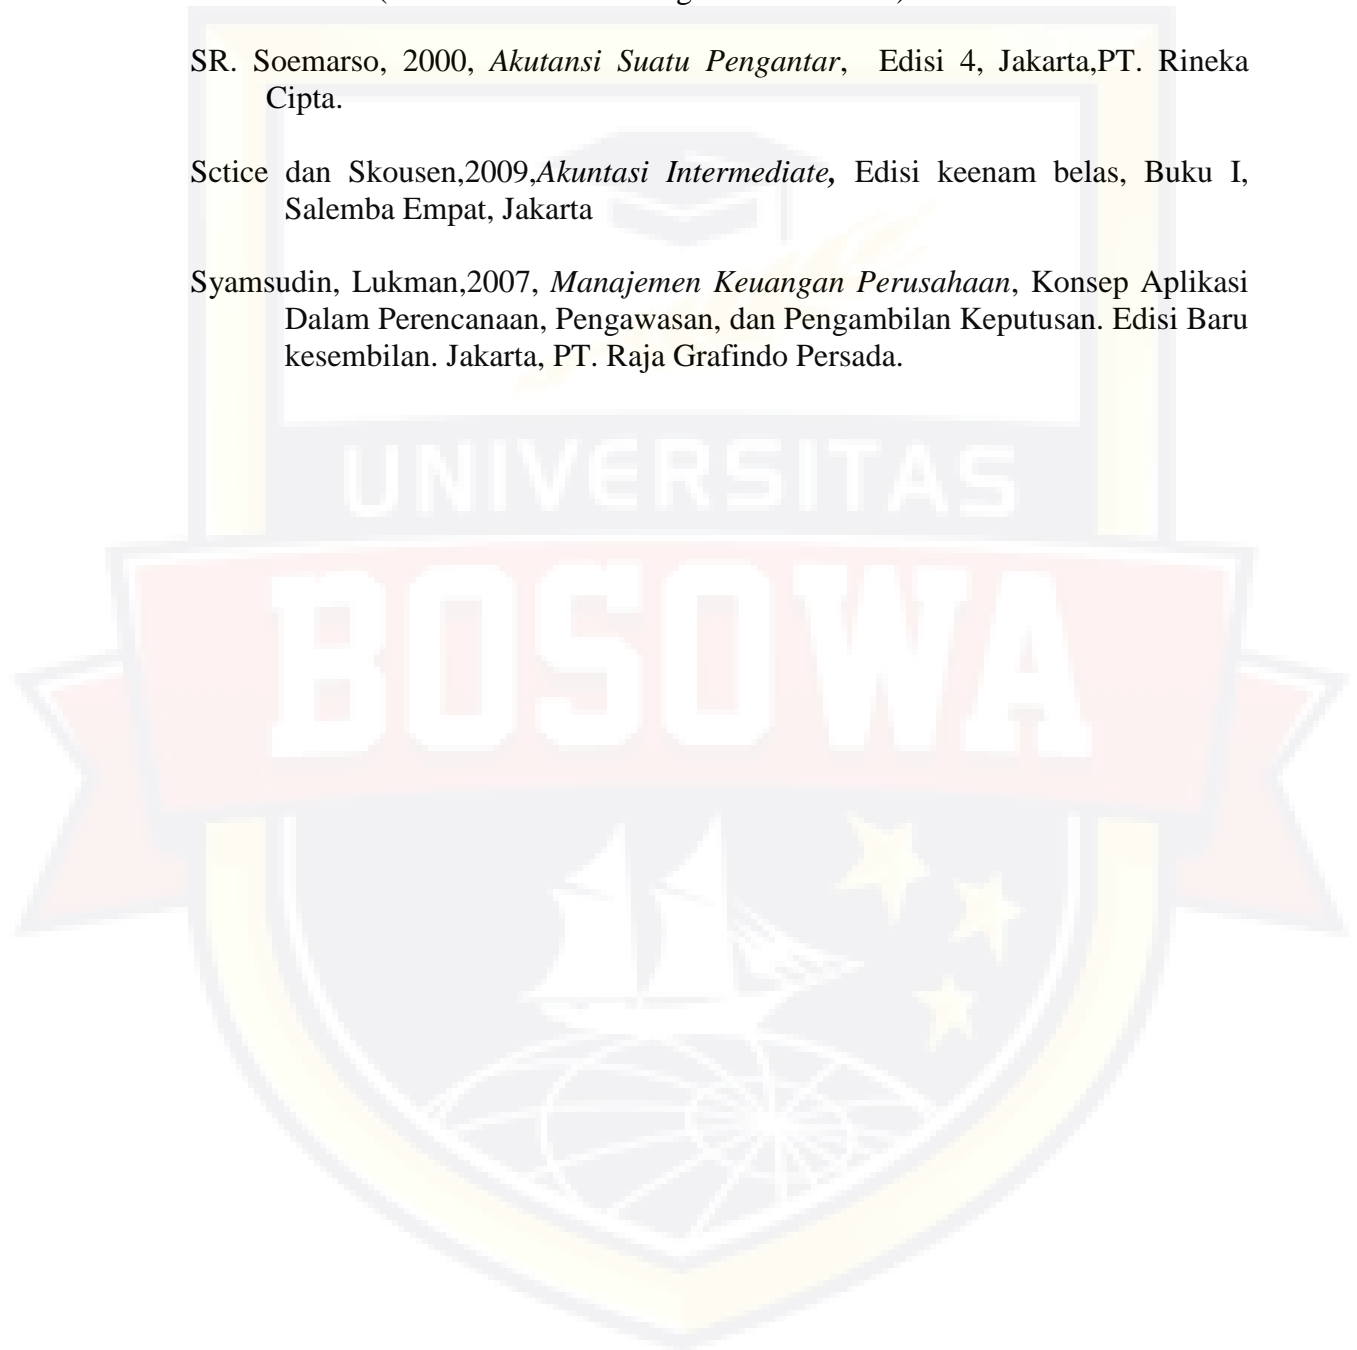 SR. Soemarso, 2000, Akutansi Suatu Pengantar, Edisi 4, Jakarta,PT. Rineka
Cipta.
Sctice dan Skousen,2009,Akuntasi Intermediate, Edisi keenam belas, Buku I,
Salemba Empat, Jakarta
Syamsudin, Lukman,2007, Manajemen Keuangan Perusahaan, Konsep Aplikasi
Dalam Perencanaan, Pengawasan, dan Pengambilan Keputusan. Edisi Baru
kesembilan. Jakarta, PT. Raja Grafindo Persada.
UNIVERSITAS
BOSOWA